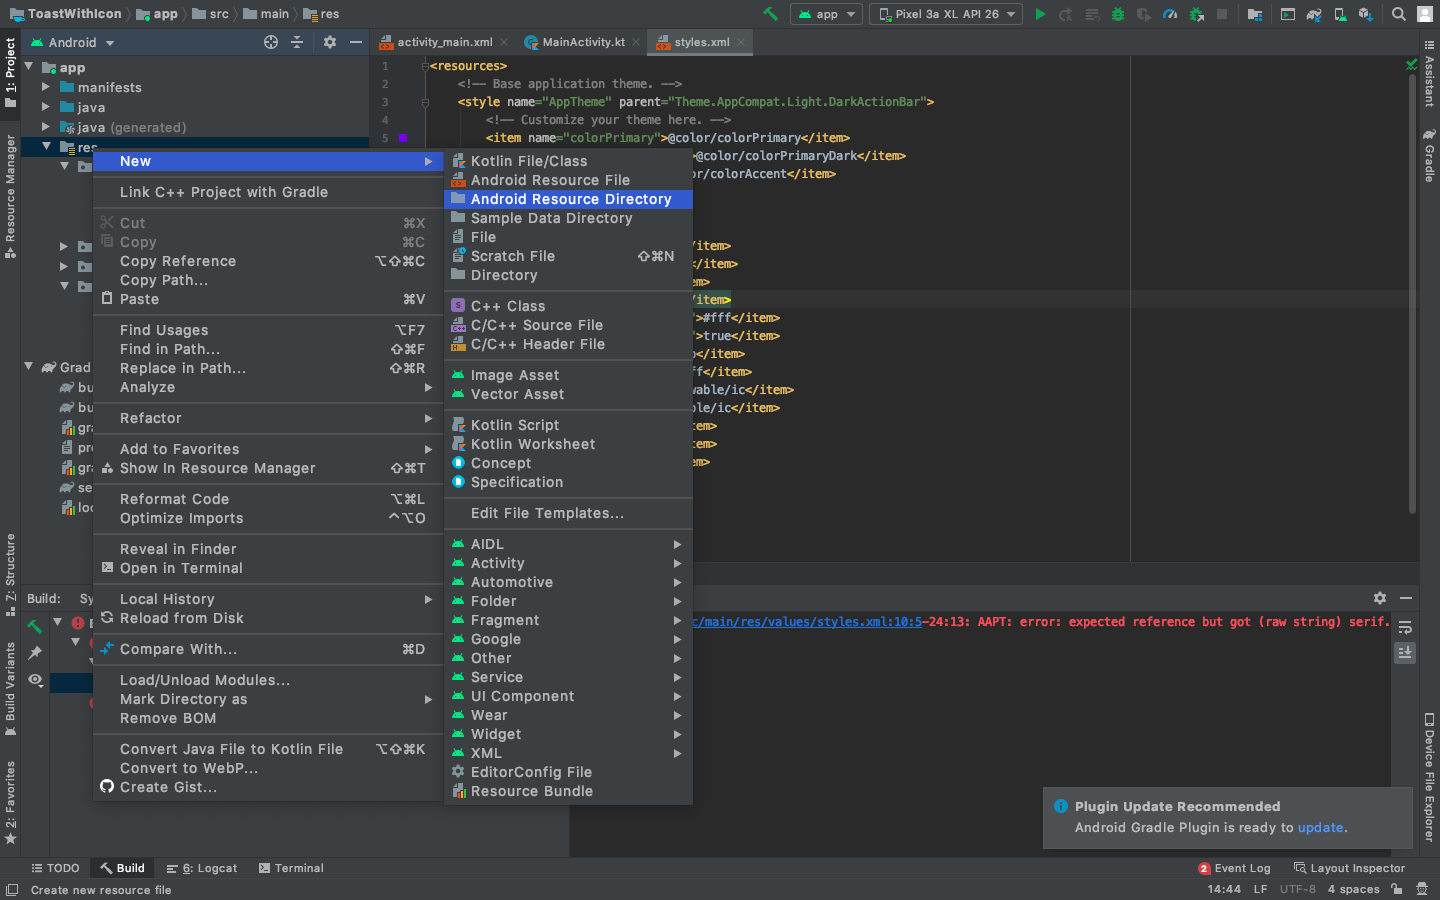 ToastWithIcon app src main res
app Pixel 3a XL API 26
1: Project
Resource Manager
Z: Structure
Build Variants
2: Favorites
Android
app
manifests
java
java (generated)
res
Grad
bu
bu
gra
pro
gra
se
loc
activity_main.xml MainActivity.kt styles.xml
1 <resources>
2 <!-- Base application theme. -->
3 <style name="AppTheme" parent="Theme.AppCompat.Light.DarkActionBar">
4 <!-- Customize your theme here. -->
5 <item name="colorPrimary">@color/colorPrimary</item>
>@color/colorPrimaryDark</item>
or/colorAccent</item>
/item>
</item>
em>
/item>
">#fff</item>
">true</item>
</item>
ff</item>
wable/ic</item>
ble/ic</item>
tem>
tem>
em>
New
Link C++ Project with Gradle
Cut ⌘X
Copy ⌘C
Copy Reference ⌥⇧⌘C
Copy Path...
Paste ⌘V
Find Usages ⌥F7
Find in Path... ⇧⌘F
Replace in Path... ⇧⌘R
Analyze
Refactor
Add to Favorites
Show In Resource Manager ⇧⌘T
Reformat Code ⌥⌘L
Optimize Imports ^⌥O
Reveal in Finder
Open in Terminal
Local History
Reload from Disk
Compare With... ⌘D
Load/Unload Modules...
Mark Directory as
Remove BOM
Convert Java File to Kotlin File ⌥⇧⌘K
Convert to WebP...
Create Gist...
Kotlin File/Class
Android Resource File
Android Resource Directory
Sample Data Directory
File
Scratch File ⇧⌘N
Directory
C++ Class
C/C++ Source File
C/C++ Header File
Image Asset
Vector Asset
Kotlin Script
Kotlin Worksheet
Concept
Specification
Edit File Templates...
AIDL
Activity
Automotive
Folder
Fragment
Google
Other
Service
UI Component
Wear
Widget
XML
EditorConfig File
Resource Bundle
Build: Sy
c/main/res/values/styles.xml:10:5-24:13: AAPT: error: expected reference but got (raw string) serif.
Assistant
Gradle
Device File Explorer
Plugin Update Recommended
Android Gradle Plugin is ready to update.
TODO Build 6: Logcat Terminal 2 Event Log Layout Inspector
Create new resource file 14:44 LF UTF-8 4 spaces